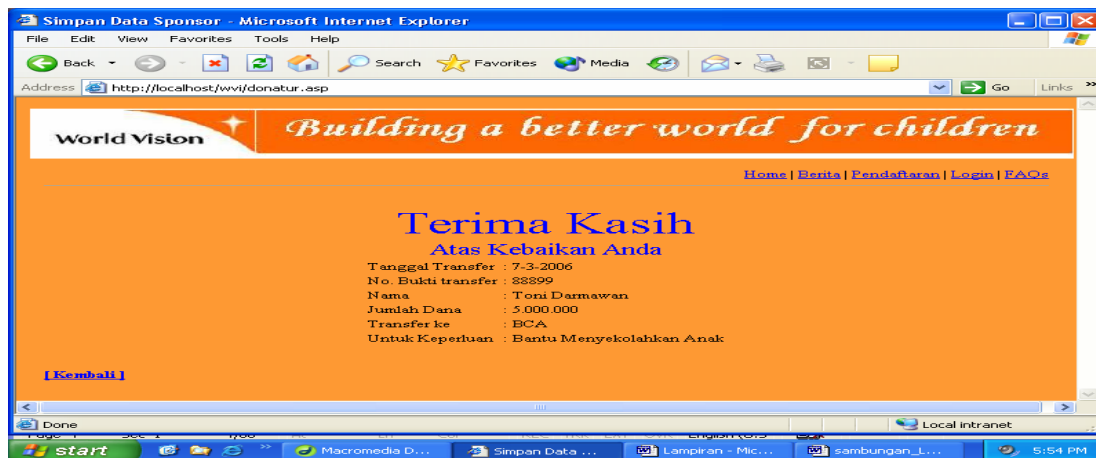 Simpan Data Sponsor - Microsoft Internet Explorer
File Edit View Favorites Tools Help
Back Search Favorites Media
Address http://localhost/wvi/donatur.asp Go Links »
World Vision Building a better world for children
Home | Berita | Pendaftaran | Login | FAQs
Terima Kasih
Atas Kebaikan Anda
Tanggal Transfer : 7-3-2006
No. Bukti transfer : 88899
Nama : Toni Darmawan
Jumlah Dana : 5.000.000
Transfer ke : BCA
Untuk Keperluan : Bantu Menyekolahkan Anak
[ Kembali ]
Done Local intranet
start » Macromedia D... Simpan Data ... Lampiran - Mic... sambungan_L... 5:54 PM